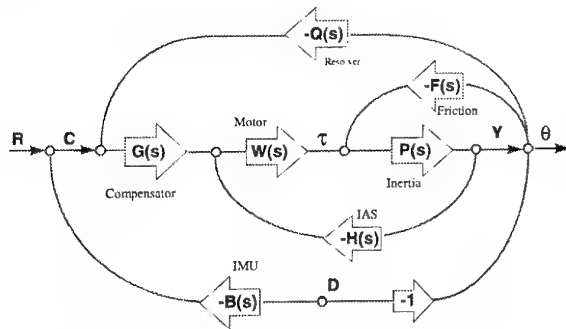 -Q(s)
Resolver
-F(s)
Friction
Motor
R
C
G(s)
W(s)
τ
P(s)
Y
θ
Compensator
Inertia
IAS
-H(s)
IMU
D
-B(s)
-1